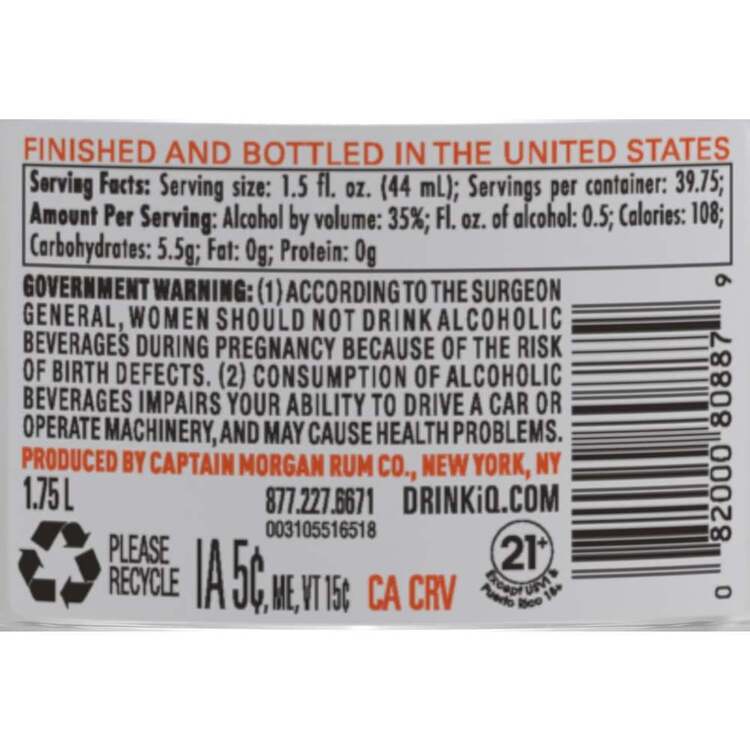 FINISHED AND BOTTLED IN THE UNITED STATES
Serving Facts: Serving size: 1.5 fl. oz. (44 mL); Servings per container: 39.75;
Amount Per Serving: Alcohol by volume: 35%; Fl. oz. of alcohol: 0.5; Calories: 108;
Carbohydrates: 5.5g; Fat: 0g; Protein: 0g
GOVERNMENT WARNING: (1) ACCORDING TO THE SURGEON
GENERAL, WOMEN SHOULD NOT DRINK ALCOHOLIC
BEVERAGES DURING PREGNANCY BECAUSE OF THE RISK
OF BIRTH DEFECTS. (2) CONSUMPTION OF ALCOHOLIC
BEVERAGES IMPAIRS YOUR ABILITY TO DRIVE A CAR OR
OPERATE MACHINERY, AND MAY CAUSE HEALTH PROBLEMS.
PRODUCED BY CAPTAIN MORGAN RUM CO., NEW YORK, NY
1.75 L 877.227.6671 DRINKiQ.COM
003105516518
PLEASE
RECYCLE
IA 5¢, ME, VT 15¢ CA CRV
21+
Except USVI &
Puerto Rico 18+
0 82000 80887 9